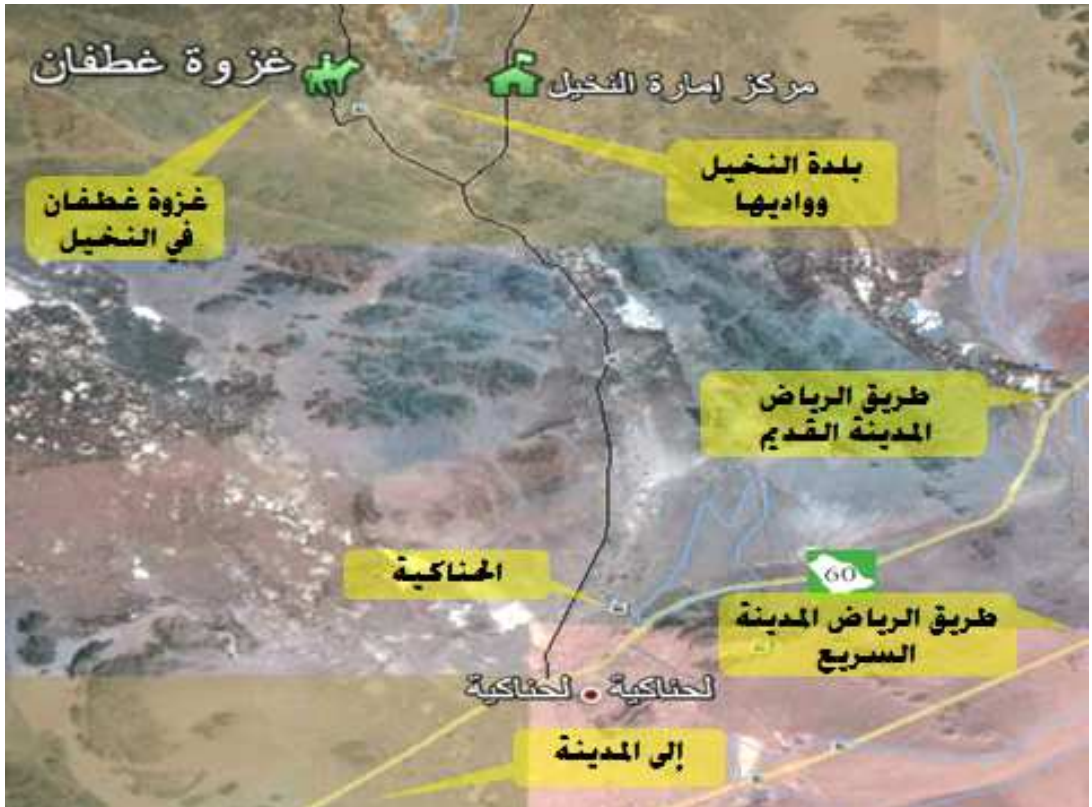 غزوة غطفان
مركز إمارة النخيل
بلدة النخيل
وواديها
غزوة غطفان
في النخيل
طريق الرياض
المدينة القديم
الحناكية
60
طريق الرياض المدينة
السريع
لحناكية
لحناكية
إلى المدينة